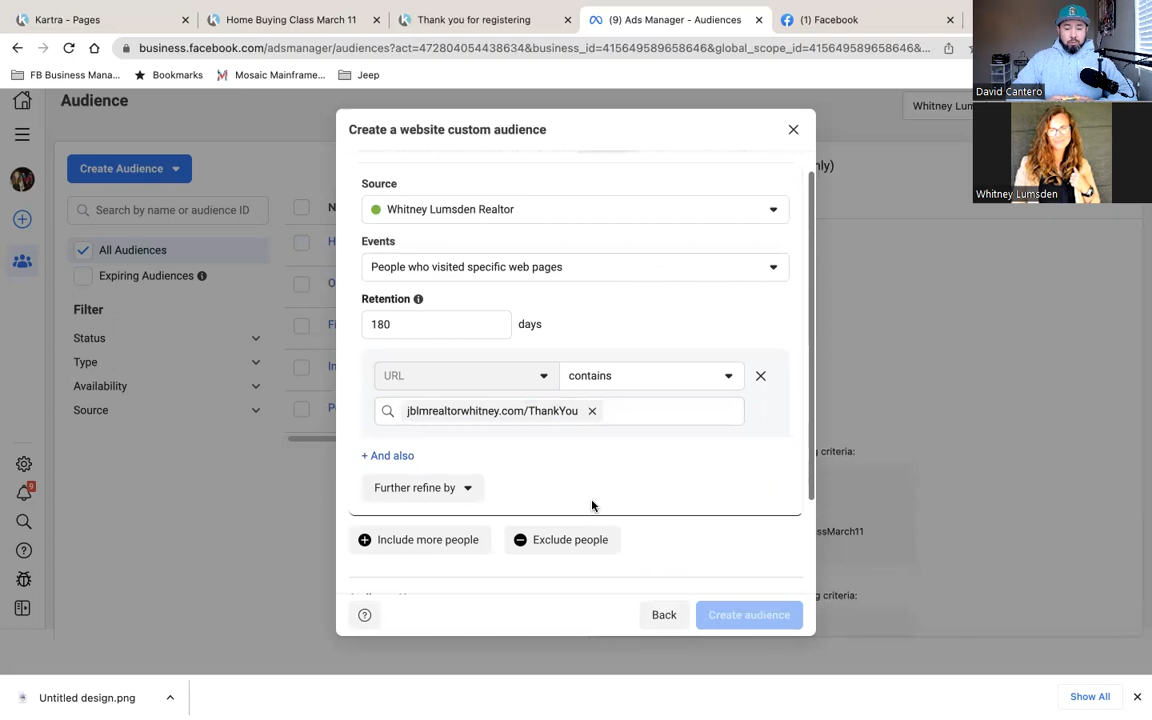 Kartra - Pages
Home Buying Class March 11
Thank you for registering
(9) Ads Manager - Audiences
(1) Facebook
business.facebook.com/adsmanager/audiences?act=472804054438634&business_id=415649589658646&global_scope_id=415649589658646&...
FB Business Mana...
Bookmarks
Mosaic Mainframe...
Jeep
David Cantero
Whitney Lumsden
Audience
Whitney Lum
Create Audience
Search by name or audience ID
All Audiences
Expiring Audiences
Filter
Status
Type
Availability
Source
N
H
O
Fi
In
nly)
g criteria:
ssMarch11
g criteria:
9
Create a website custom audience
Source
Whitney Lumsden Realtor
Events
People who visited specific web pages
Retention
180 days
URL contains
jblmrealtorwhitney.com/ThankYou
+ And also
Further refine by
Include more people
Exclude people
Back
Create audience
Untitled design.png
Show All